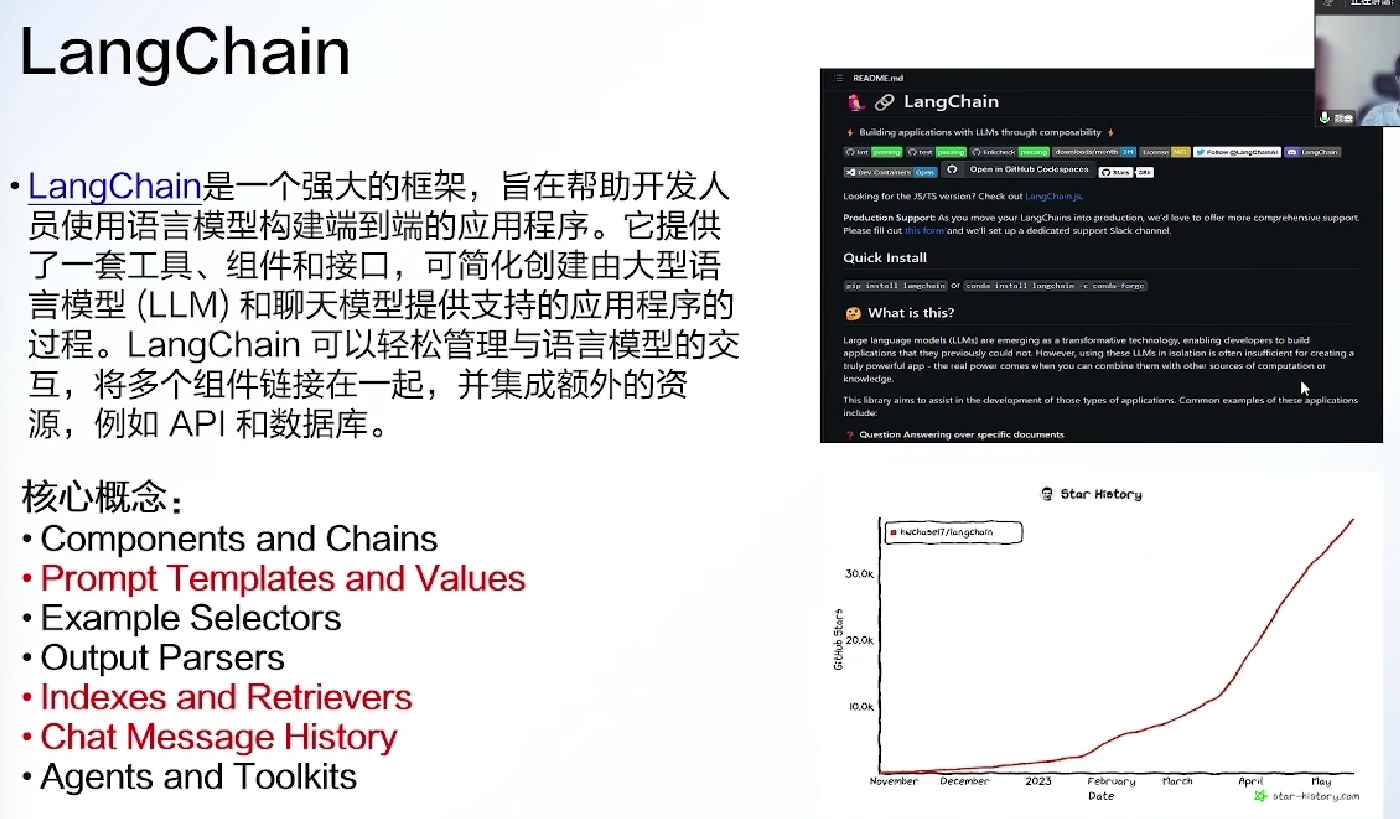 LangChain
• LangChain是一个强大的框架，旨在帮助开发人
员使用语言模型构建端到端的应用程序。它提供
了一套工具、组件和接口，可简化创建由大型语
言模型 (LLM) 和聊天模型提供支持的应用程序的
过程。LangChain 可以轻松管理与语言模型的交
互，将多个组件链接在一起，并集成额外的资
源，例如 API 和数据库。
核心概念：
• Components and Chains
• Prompt Templates and Values
• Example Selectors
• Output Parsers
• Indexes and Retrievers
• Chat Message History
• Agents and Toolkits
README.md
LangChain
Building applications with LLMs through composability
lint passing test passing linkcheck passing downloads/month 1M License MIT Follow @LangChainAI LangChain
Dev Containers Open Open in GitHub Codespaces Stars 38k
Looking for the JS/TS version? Check out LangChain.js.
Production Support: As you move your LangChains into production, we'd love to offer more comprehensive support.
Please fill out this form and we'll set up a dedicated support Slack channel.
Quick Install
pip install langchain or conda install langchain -c conda-forge
What is this?
Large language models (LLMs) are emerging as a transformative technology, enabling developers to build
applications that they previously could not. However, using these LLMs in isolation is often insufficient for creating a
truly powerful app - the real power comes when you can combine them with other sources of computation or
knowledge.
This library aims to assist in the development of those types of applications. Common examples of these applications
include:
❓ Question Answering over specific documents
Star History
hwchase17/langchain
30.0k
20.0k
10.0k
GitHub Stars
November December 2023 February March April May
Date
star-history.com